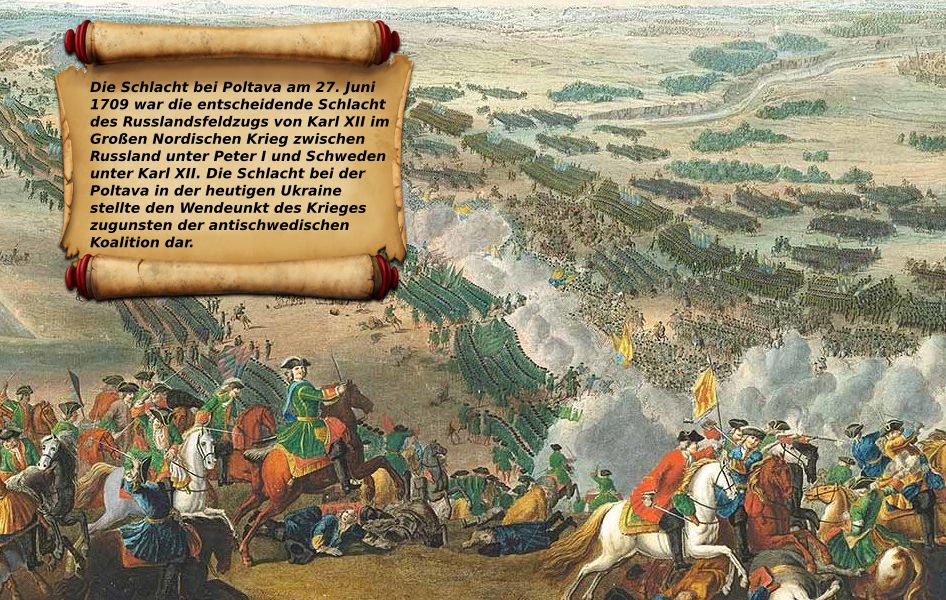 Die Schlacht bei Poltava am 27. Juni
1709 war die entscheidende Schlacht
des Russlandsfeldzugs von Karl XII im
Großen Nordischen Krieg zwischen
Russland unter Peter I und Schweden
unter Karl XII. Die Schlacht bei der
Poltava in der heutigen Ukraine
stellte den Wendeunkt des Krieges
zugunsten der antischwedischen
Koalition dar.